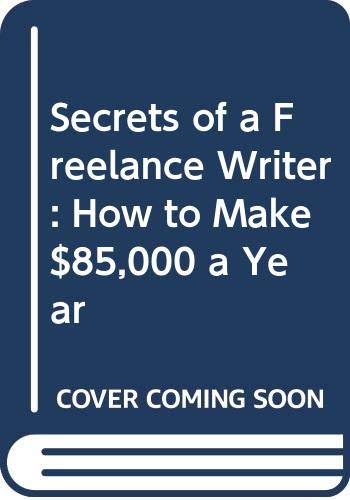 Secrets of a F
reelance Writer
: How to Make
$85,000 a Ye
ar
COVER COMING SOON